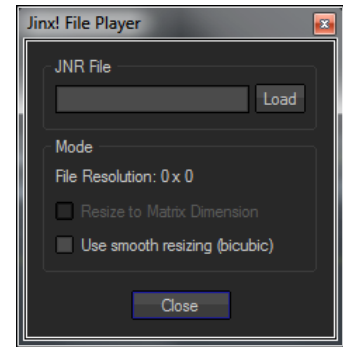 Jinx! File Player
JNR File
Load
Mode
File Resolution: 0 x 0
Resize to Matrix Dimension
Use smooth resizing (bicubic)
Close